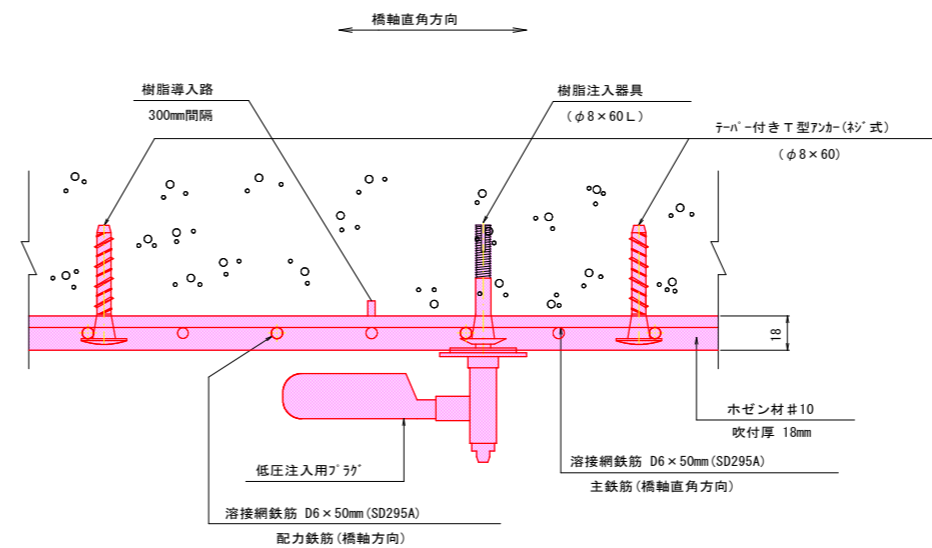 橋軸直角方向
樹脂導入路
300mm間隔
樹脂注入器具
(φ8×60L)
テーパー付きT型アンカー(ネジ式)
(φ8×60)
18
ホゼン材#10
吹付厚 18mm
溶接網鉄筋 D6×50mm(SD295A)
主鉄筋(橋軸直角方向)
低圧注入用プラグ
溶接網鉄筋 D6×50mm(SD295A)
配力鉄筋(橋軸方向)